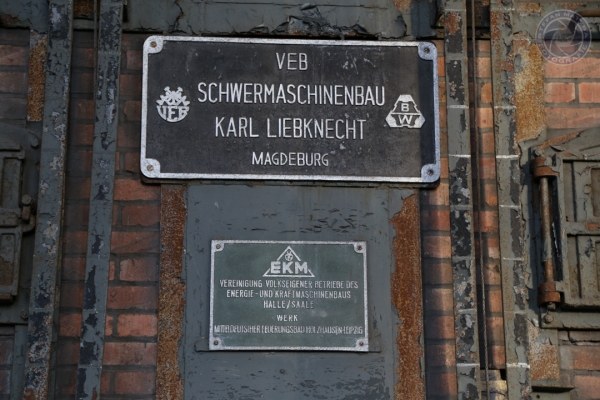 VEB
SCHWERMASCHINENBAU
KARL LIEBKNECHT
MAGDEBURG
VEB
B
W
EKM
VEREINIGUNG VOLKSEIGENER BETRIEBE DES
ENERGIE- UND KRAFTMASCHINENBAUS
HALLE/SAALE
WERK
MITTELDEUTSCHER FEUERUNGSBAU HOLZHAUSEN-LEIPZIG